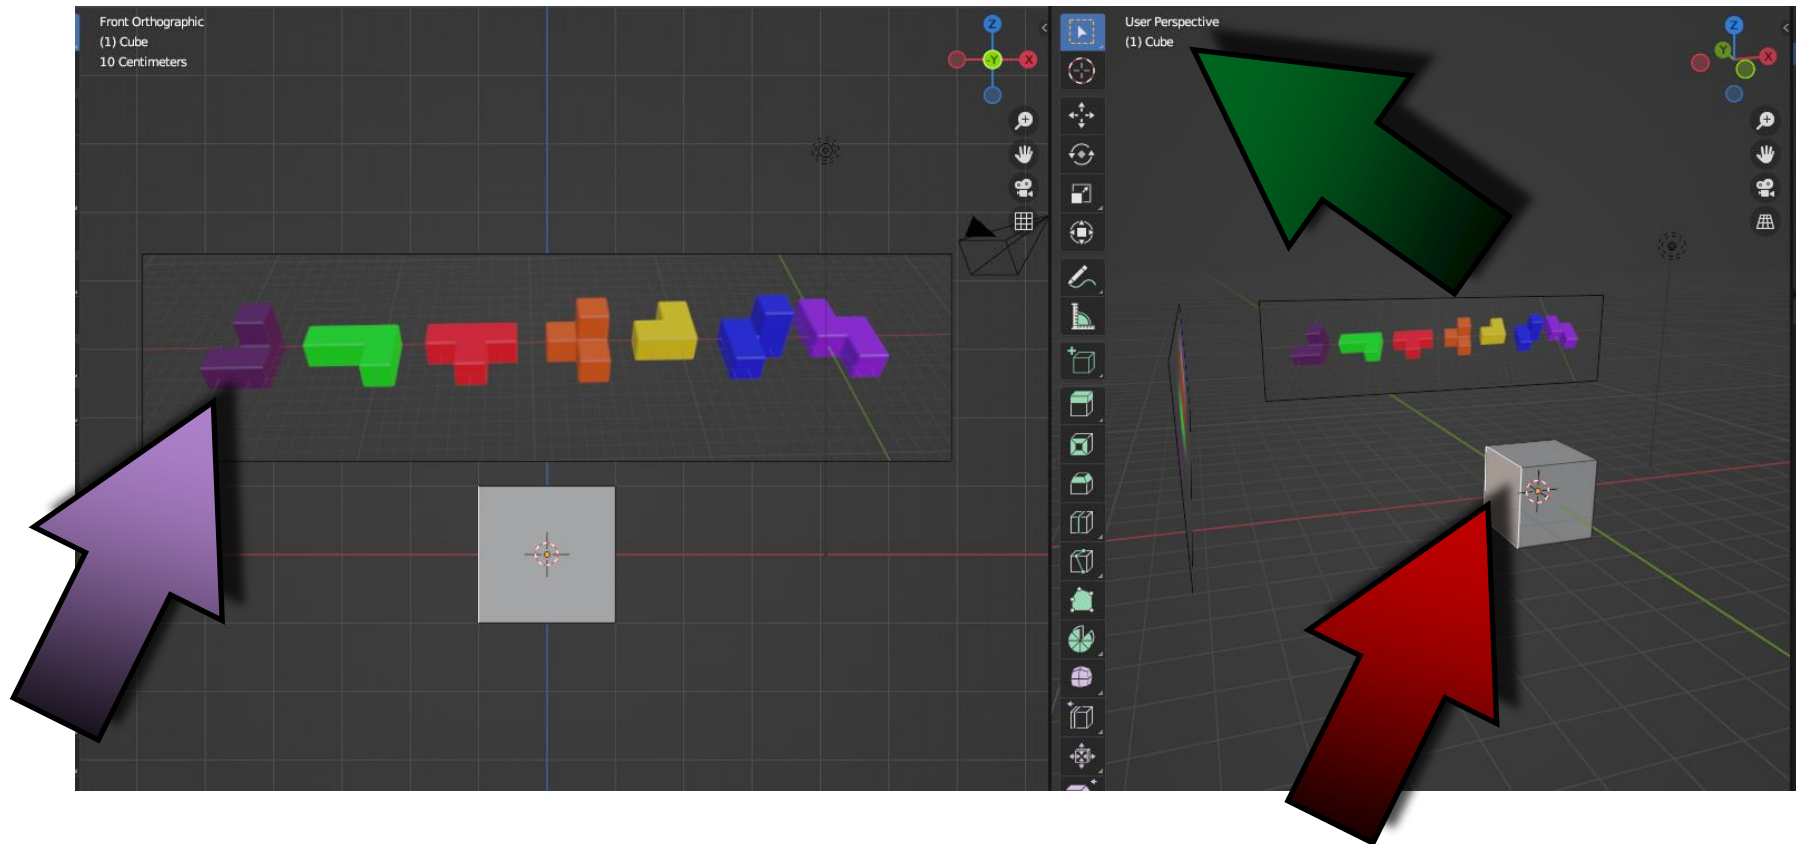 Front Orthographic
(1) Cube
10 Centimeters
Z
-Y
X
User Perspective
(1) Cube
Z
Y
X